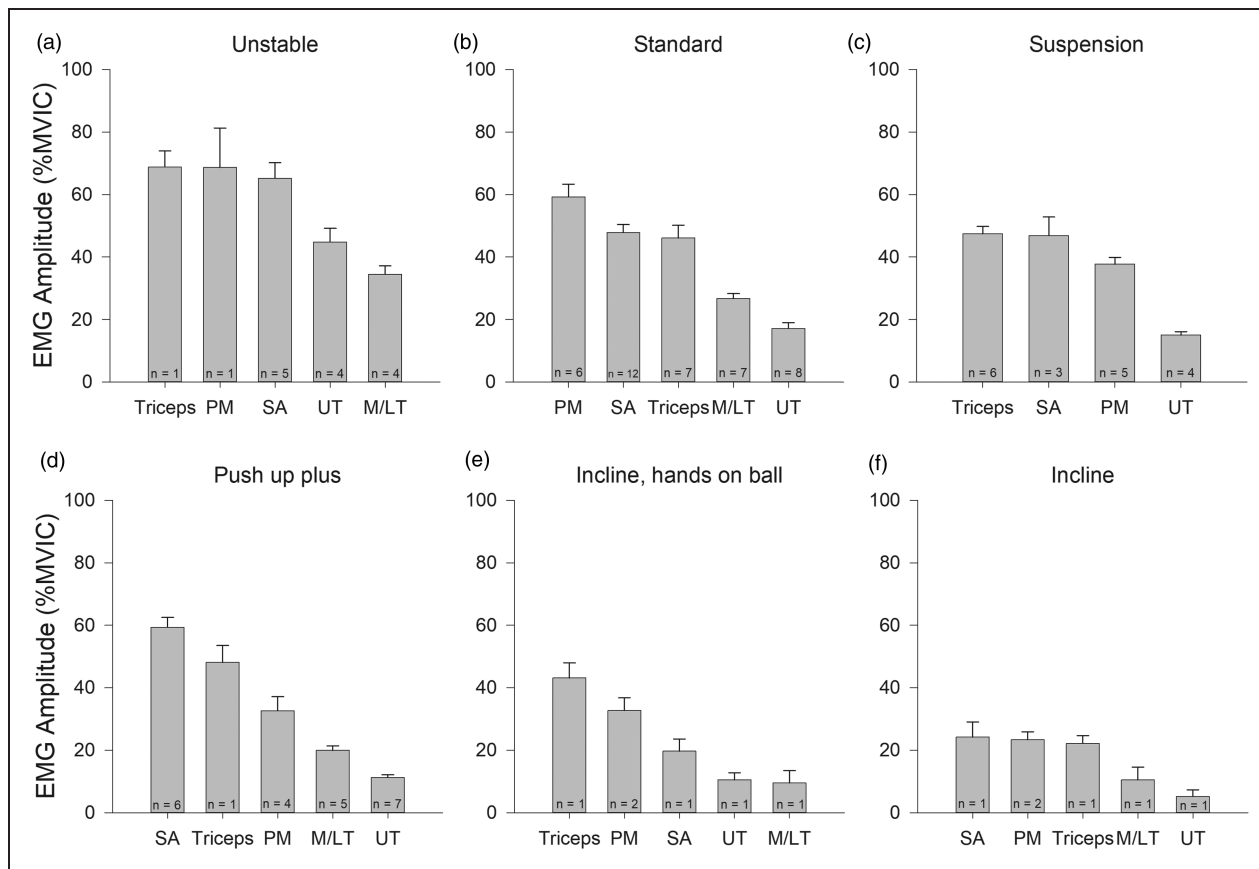 (a) Unstable
EMG Amplitude (%MVIC)
100
80
60
40
20
0
n = 1 n = 1 n = 5 n = 4 n = 4
Triceps PM SA UT M/LT
(b) Standard
100
80
60
40
20
0
n = 6 n = 12 n = 7 n = 7 n = 8
PM SA Triceps M/LT UT
(c) Suspension
100
80
60
40
20
0
n = 6 n = 3 n = 5 n = 4
Triceps SA PM UT
(d) Push up plus
EMG Amplitude (%MVIC)
100
80
60
40
20
0
n = 6 n = 1 n = 4 n = 5 n = 7
SA Triceps PM M/LT UT
(e) Incline, hands on ball
100
80
60
40
20
0
n = 1 n = 2 n = 1 n = 1 n = 1
Triceps PM SA UT M/LT
(f) Incline
100
80
60
40
20
0
n = 1 n = 2 n = 1 n = 1 n = 1
SA PM Triceps M/LT UT